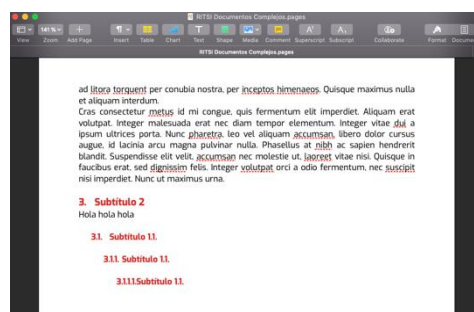 RITSI Documentos Complejos.pages
141 %
View Zoom Add Page Insert Table Chart Text Shape Media Comment Superscript Subscript Collaborate Format Document
RITSI Documentos Complejos.pages
ad litora torquent per conubia nostra, per inceptos himenaeos. Quisque maximus nulla
et aliquam interdum.
Cras consectetur metus id mi congue, quis fermentum elit imperdiet. Aliquam erat
volutpat. Integer malesuada erat nec diam tempor elementum. Integer vitae dui a
ipsum ultrices porta. Nunc pharetra, leo vel aliquam accumsan, libero dolor cursus
augue, id lacinia arcu magna pulvinar nulla. Phasellus at nibh ac sapien hendrerit
blandit. Suspendisse elit velit, accumsan nec molestie ut, laoreet vitae nisi. Quisque in
faucibus erat, sed dignissim felis. Integer volutpat orci a odio fermentum, nec suscipit
nisi imperdiet. Nunc ut maximus urna.
3. Subtítulo 2
Hola hola hola
3.1. Subtítulo 1.1.
3.1.1. Subtítulo 1.1.
3.1.1.1.Subtítulo 1.1.